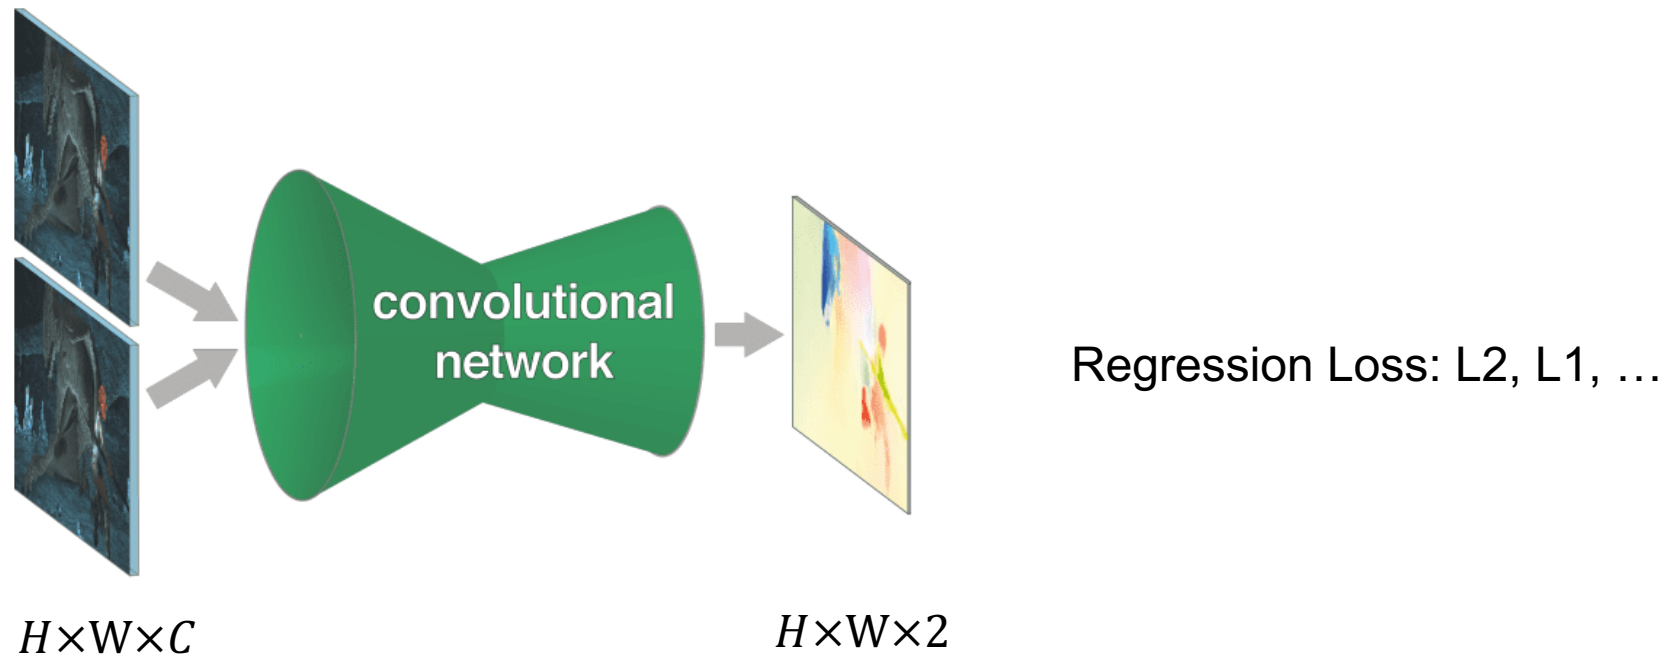 convolutional
network
Regression Loss: L2, L1, …
H×W×C
H×W×2